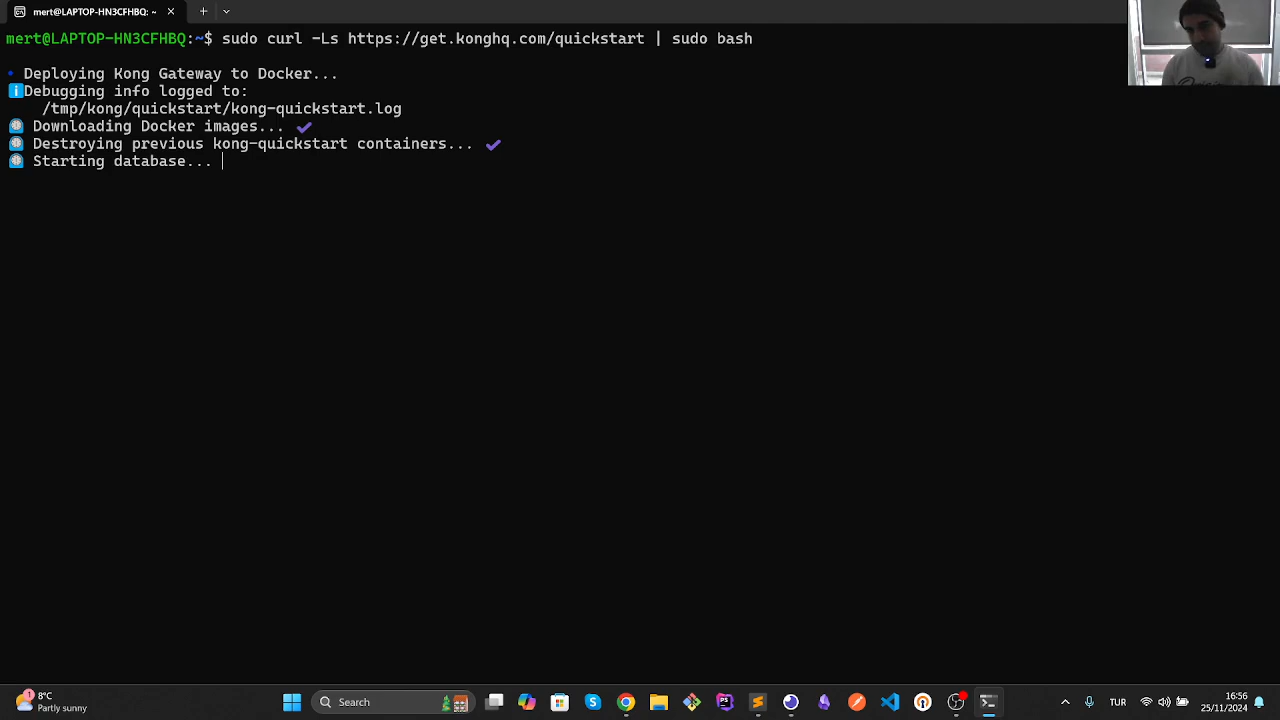 mert@LAPTOP-HN3CFHBQ: ~
mert@LAPTOP-HN3CFHBQ:~$ sudo curl -Ls https://get.konghq.com/quickstart | sudo bash
Deploying Kong Gateway to Docker...
Debugging info logged to:
/tmp/kong/quickstart/kong-quickstart.log
Downloading Docker images... ✔
Destroying previous kong-quickstart containers... ✔
Starting database...
1
8°C
Partly sunny
Search
PS
TUR
16:56
25/11/2024